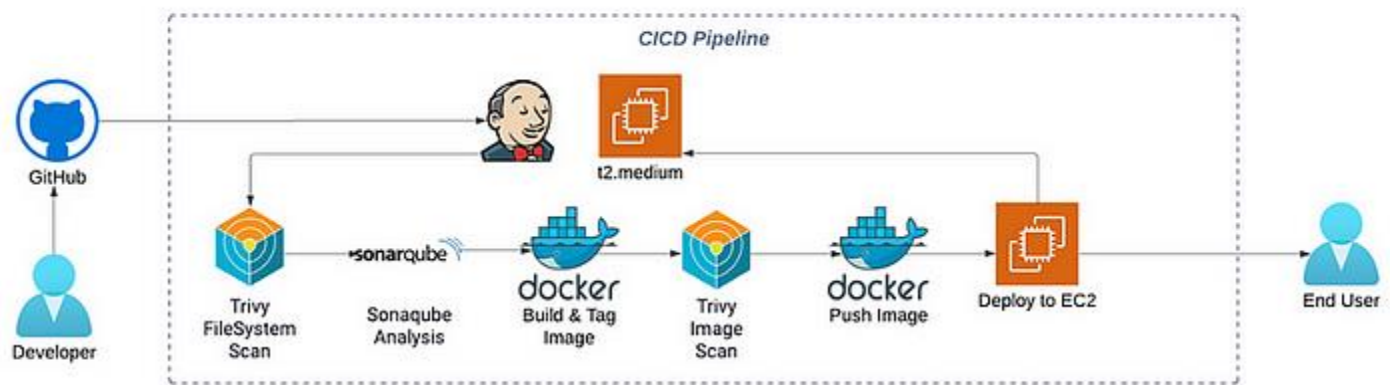 CICD Pipeline
GitHub
t2.medium
sonarqube
docker
docker
Trivy
FileSystem
Scan
Sonaqube
Analysis
Build & Tag
Image
Trivy
Image
Scan
Push Image
Deploy to EC2
End User
Developer